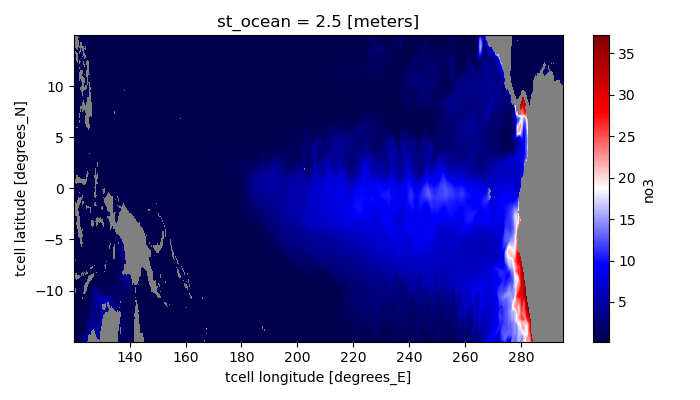 st_ocean = 2.5 [meters]
10
5
0
−5
−10
tcell latitude [degrees_N]
140 160 180 200 220 240 260 280
tcell longitude [degrees_E]
35
30
25
20
15
10
5
no3